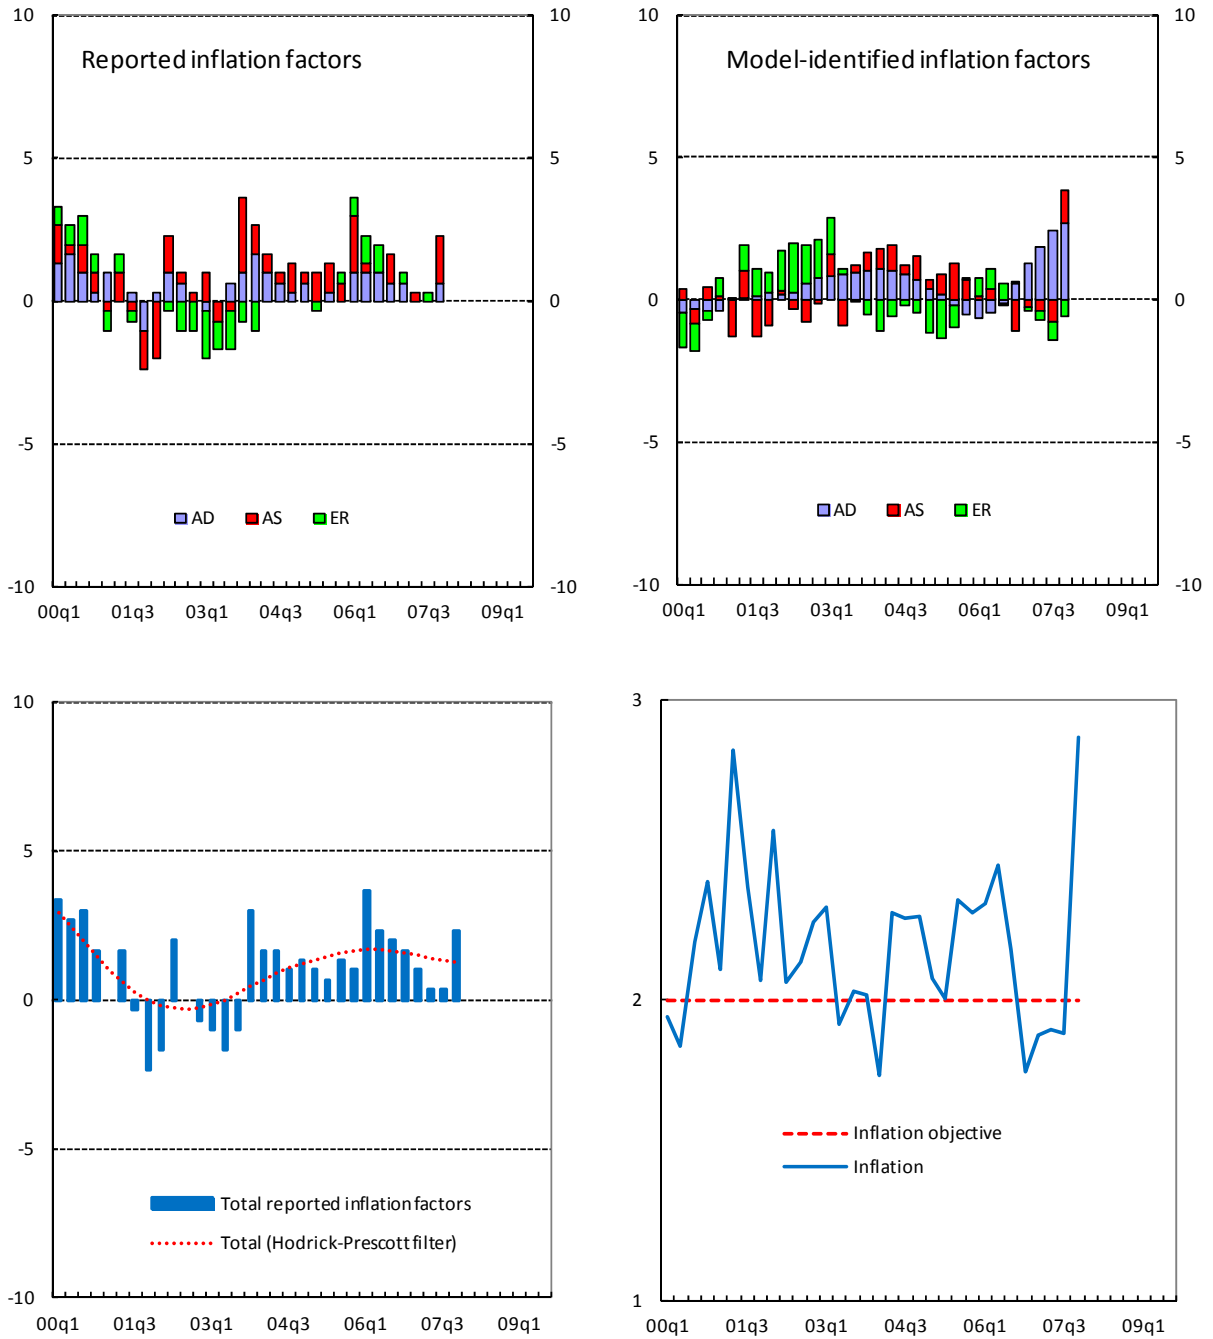 Reported inflation factors
10
5
0
-5
-10
10
5
0
-5
-10
AD AS ER
00q1 01q3 03q1 04q3 06q1 07q3 09q1
Model-identified inflation factors
10
5
0
-5
-10
10
5
0
-5
-10
AD AS ER
00q1 01q3 03q1 04q3 06q1 07q3 09q1
10
5
0
-5
-10
Total reported inflation factors
Total (Hodrick-Prescott filter)
00q1 01q3 03q1 04q3 06q1 07q3 09q1
3
2
1
Inflation objective
Inflation
00q1 01q3 03q1 04q3 06q1 07q3 09q1